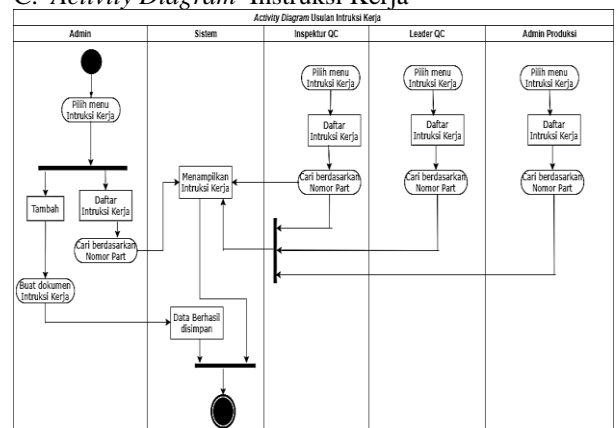 C. Activity Diagram Instruksi Kerja
Activity Diagram Usulan Intruksi Kerja
Admin
Sistem
Inspektur QC
Leader QC
Admin Produksi
Pilih menu
Intruksi Kerja
Pilih menu
Intruksi Kerja
Pilih menu
Intruksi Kerja
Pilih menu
Intruksi Kerja
Daftar
Intruksi Kerja
Daftar
Intruksi Kerja
Daftar
Intruksi Kerja
Tambah
Daftar
Intruksi Kerja
Menampilkan
Intruksi Kerja
Cari berdasarkan
Nomor Part
Cari berdasarkan
Nomor Part
Cari berdasarkan
Nomor Part
Cari berdasarkan
Nomor Part
Buat dokumen
Intruksi Kerja
Data Berhasil
disimpan